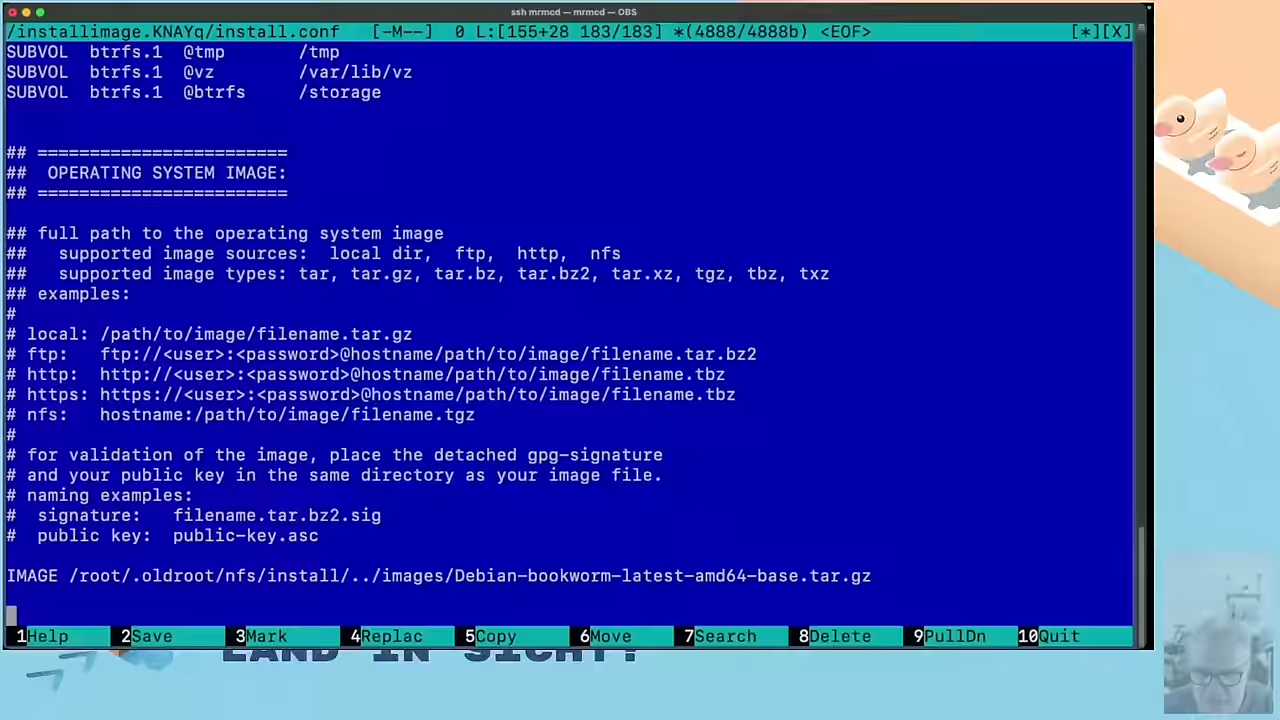 ssh mrmcd — mrmcd — OBS
/installimage.KNAYq/install.conf [-M--] 0 L:[155+28 183/183] *(4888/4888b) <EOF> [*][X]
SUBVOL btrfs.1 @tmp /tmp
SUBVOL btrfs.1 @vz /var/lib/vz
SUBVOL btrfs.1 @btrfs /storage
## ========================
## OPERATING SYSTEM IMAGE:
## ========================
## full path to the operating system image
## supported image sources: local dir, ftp, http, nfs
## supported image types: tar, tar.gz, tar.bz, tar.bz2, tar.xz, tgz, tbz, txz
## examples:
#
# local: /path/to/image/filename.tar.gz
# ftp: ftp://<user>:<password>@hostname/path/to/image/filename.tar.bz2
# http: http://<user>:<password>@hostname/path/to/image/filename.tbz
# https: https://<user>:<password>@hostname/path/to/image/filename.tbz
# nfs: hostname:/path/to/image/filename.tgz
#
# for validation of the image, place the detached gpg-signature
# and your public key in the same directory as your image file.
# naming examples:
# signature: filename.tar.bz2.sig
# public key: public-key.asc
IMAGE /root/.oldroot/nfs/install/../images/Debian-bookworm-latest-amd64-base.tar.gz
1Help 2Save 3Mark 4Replac 5Copy 6Move 7Search 8Delete 9PullDn 10Quit
LAND IN SICHT!